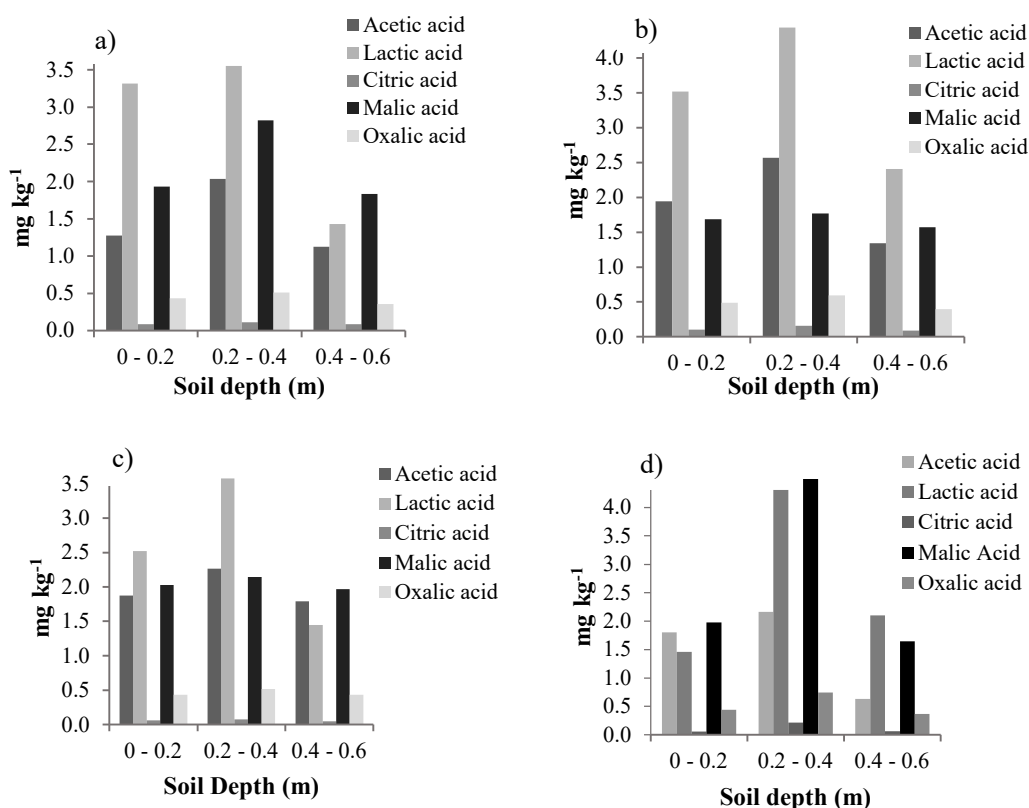 a)
Acetic acid
Lactic acid
Citric acid
Malic acid
Oxalic acid
3.5
3.0
2.5
2.0
1.5
1.0
0.5
0.0
mg kg-1
0 - 0.2 0.2 - 0.4 0.4 - 0.6
Soil depth (m)
b)
Acetic acid
Lactic acid
Citric acid
Malic acid
Oxalic acid
4.0
3.5
3.0
2.5
2.0
1.5
1.0
0.5
0.0
mg kg-1
0 - 0.2 0.2 - 0.4 0.4 - 0.6
Soil depth (m)
c)
Acetic acid
Lactic acid
Citric acid
Malic acid
Oxalic acid
3.5
3.0
2.5
2.0
1.5
1.0
0.5
0.0
mg kg-1
0 - 0.2 0.2 - 0.4 0.4 - 0.6
Soil Depth (m)
d)
Acetic acid
Lactic acid
Citric acid
Malic Acid
Oxalic acid
4.0
3.5
3.0
2.5
2.0
1.5
1.0
0.5
0.0
mg kg-1
0 - 0.2 0.2 - 0.4 0.4 - 0.6
Soil depth (m)